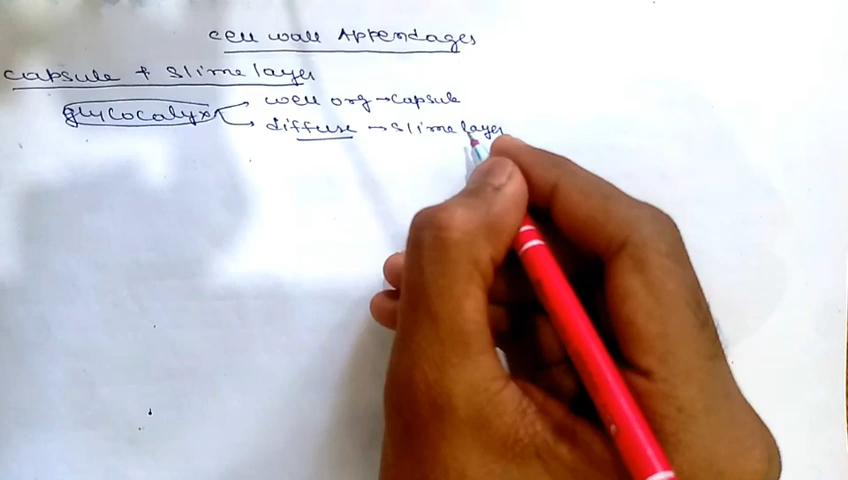 cell wall Appendages
capsule + slime layer
glycocalyx
well org → capsule
diffuse → slime layer